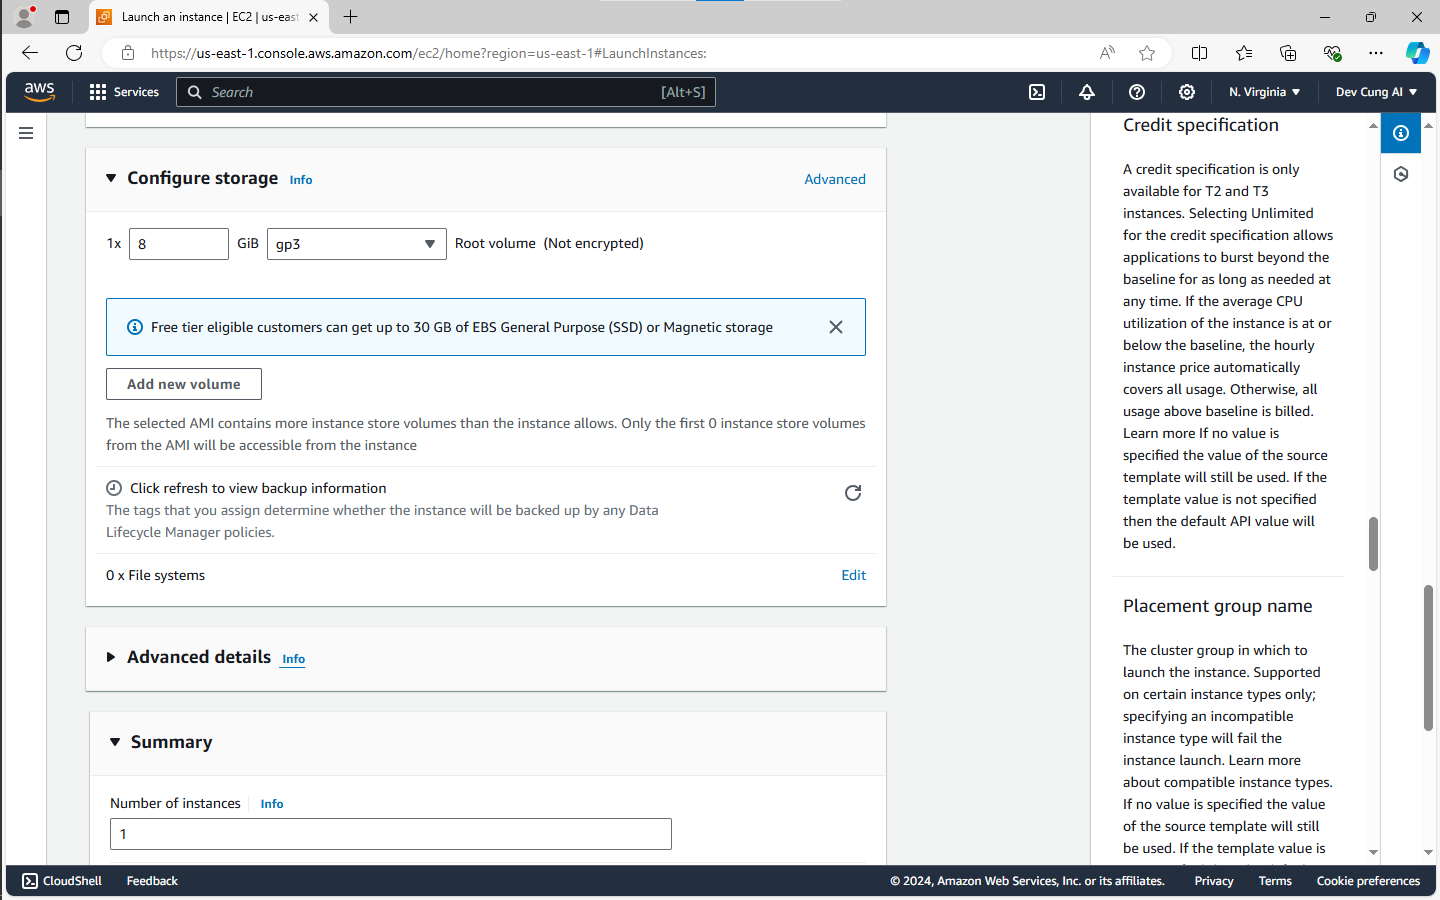 Launch an instance | EC2 | us-east
https://us-east-1.console.aws.amazon.com/ec2/home?region=us-east-1#LaunchInstances:
aws
Services
Search
[Alt+S]
N. Virginia
Dev Cung AI
Configure storage
Info
Advanced
1x
8
GiB
gp3
Root volume (Not encrypted)
Free tier eligible customers can get up to 30 GB of EBS General Purpose (SSD) or Magnetic storage
Add new volume
The selected AMI contains more instance store volumes than the instance allows. Only the first 0 instance store volumes
from the AMI will be accessible from the instance
Click refresh to view backup information
The tags that you assign determine whether the instance will be backed up by any Data
Lifecycle Manager policies.
0 x File systems
Edit
Advanced details
Info
Summary
Number of instances
Info
1
Credit specification
A credit specification is only
available for T2 and T3
instances. Selecting Unlimited
for the credit specification allows
applications to burst beyond the
baseline for as long as needed at
any time. If the average CPU
utilization of the instance is at or
below the baseline, the hourly
instance price automatically
covers all usage. Otherwise, all
usage above baseline is billed.
Learn more If no value is
specified the value of the source
template will still be used. If the
template value is not specified
then the default API value will
be used.
Placement group name
The cluster group in which to
launch the instance. Supported
on certain instance types only;
specifying an incompatible
instance type will fail the
instance launch. Learn more
about compatible instance types.
If no value is specified the value
of the source template will still
be used. If the template value is
CloudShell
Feedback
© 2024, Amazon Web Services, Inc. or its affiliates.
Privacy
Terms
Cookie preferences